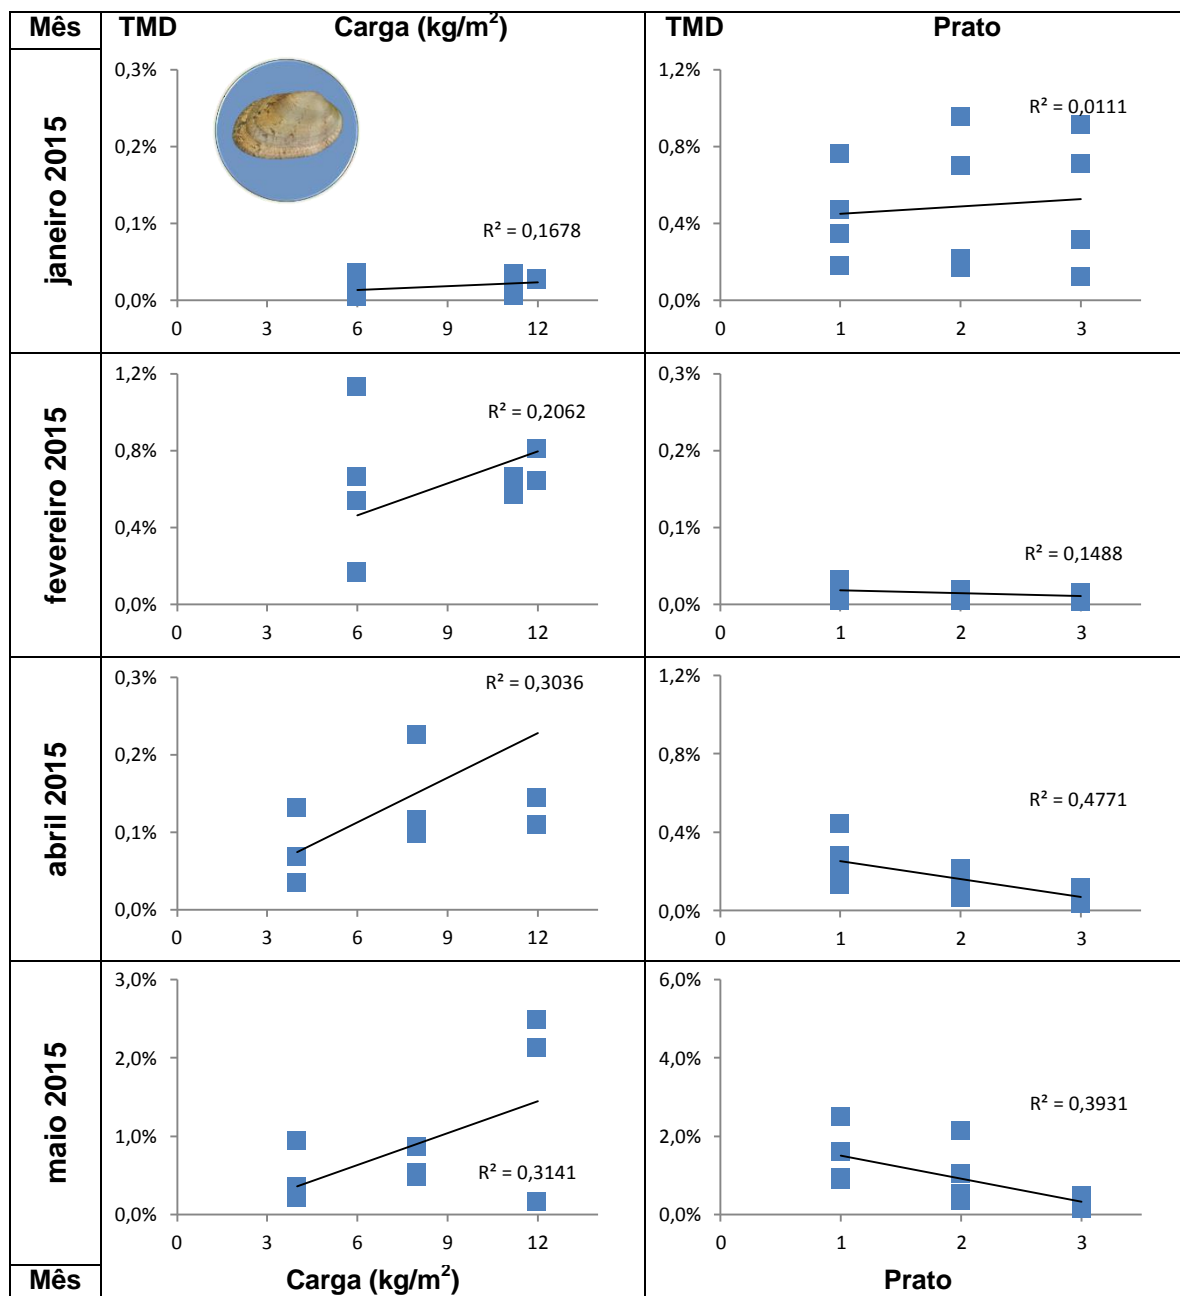 Mês TMD Carga (kg/m²) TMD Prato
janeiro 2015
0,3%
0,2%
0,1%
0,0%
R² = 0,1678
0 3 6 9 12
1,2%
0,8%
0,4%
0,0%
R² = 0,0111
0 1 2 3
fevereiro 2015
1,2%
0,8%
0,4%
0,0%
R² = 0,2062
0 3 6 9 12
0,3%
0,2%
0,1%
0,0%
R² = 0,1488
0 1 2 3
abril 2015
0,3%
0,2%
0,1%
0,0%
R² = 0,3036
0 3 6 9 12
1,2%
0,8%
0,4%
0,0%
R² = 0,4771
0 1 2 3
maio 2015
3,0%
2,0%
1,0%
0,0%
R² = 0,3141
0 3 6 9 12
6,0%
4,0%
2,0%
0,0%
R² = 0,3931
0 1 2 3
Mês Carga (kg/m²) Prato